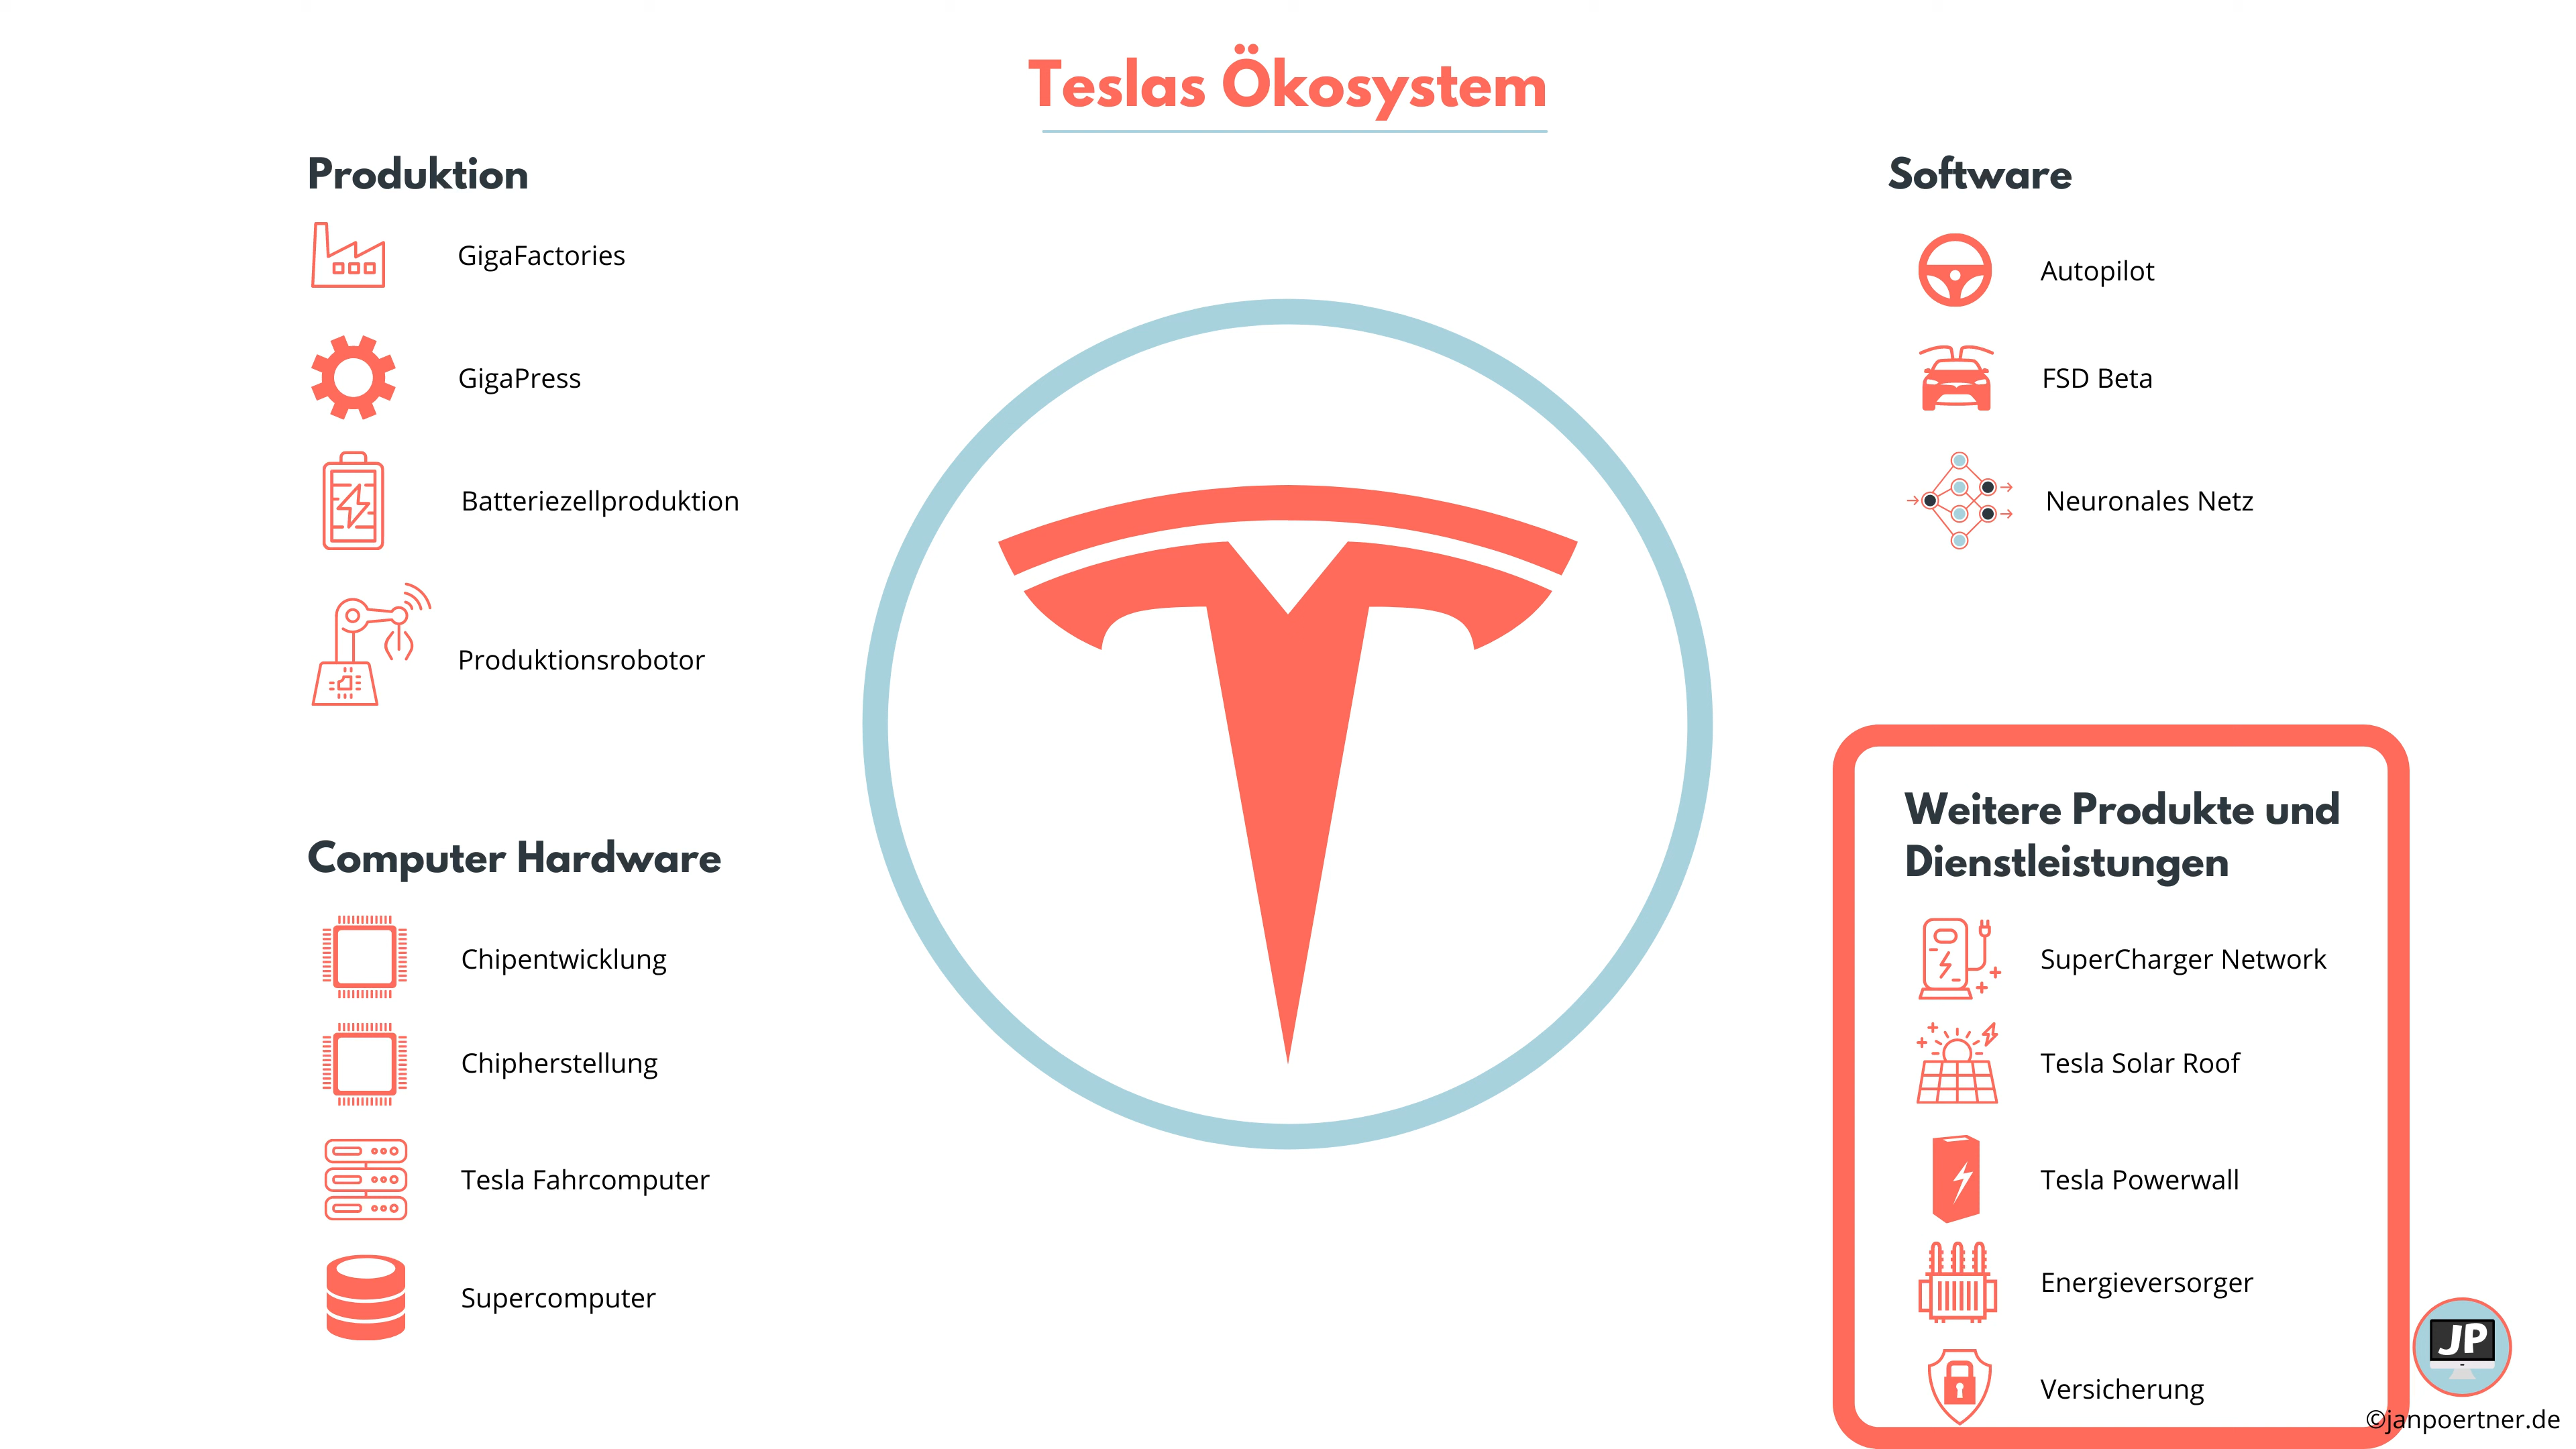 Teslas Ökosystem
Produktion
GigaFactories
GigaPress
Batteriezellproduktion
Produktionsrobotor
Computer Hardware
Chipentwicklung
Chipherstellung
Tesla Fahrcomputer
Supercomputer
Software
Autopilot
FSD Beta
Neuronales Netz
Weitere Produkte und
Dienstleistungen
SuperCharger Network
Tesla Solar Roof
Tesla Powerwall
Energieversorger
Versicherung
JP
©janpoertner.de